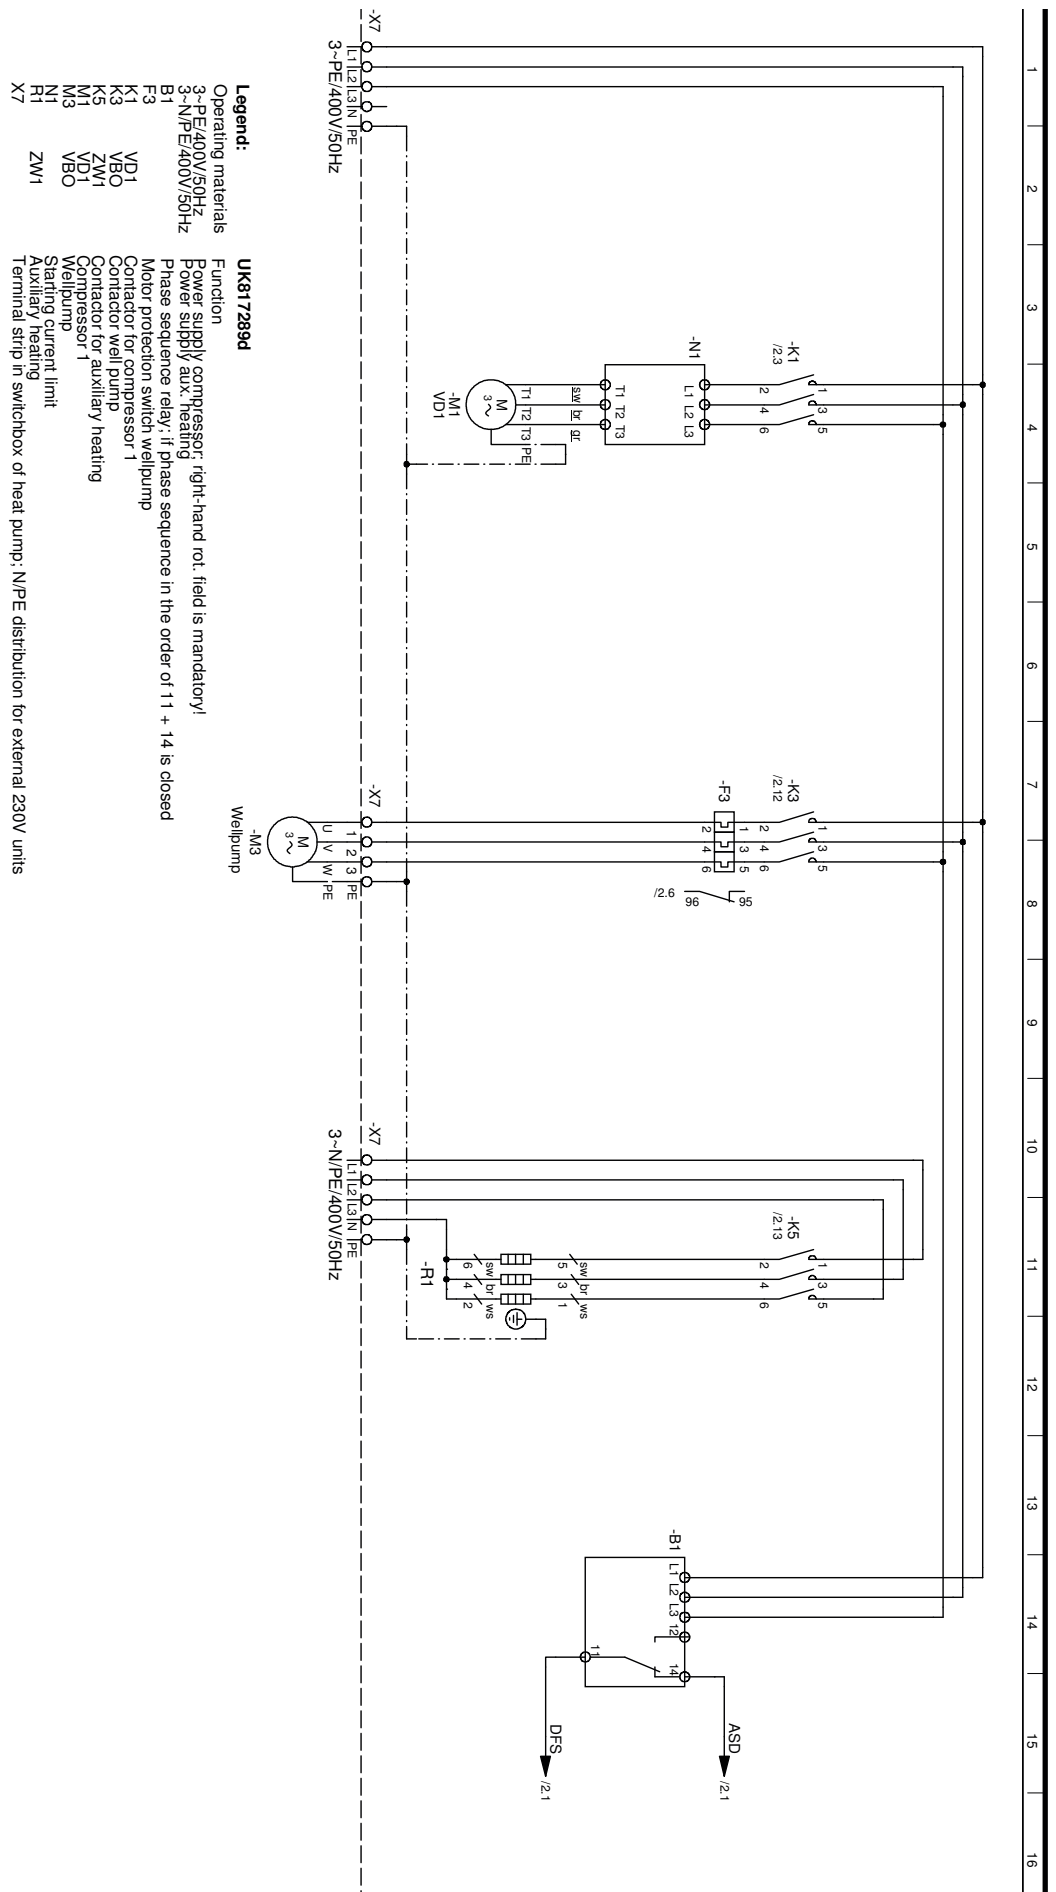 1
2
3
4
5
6
7
8
9
10
11
12
13
14
15
16
-K1
/2.3
1 3 5
2 4 6
-N1
L1 L2 L3
T1 T2 T3
sw br gr
T1 T2 T3 PE
M
3 ~
-M1
VD1
-K3
/2.12
1 3 5
2 4 6
-F3
1 3 5
2 4 6
95
96
/2.6
-X7
1 2 3 PE
U V W PE
M
3 ~
-M3
Wellpump
-K5
/2.13
1 3 5
2 4 6
sw br ws
5 3 1
sw br ws
6 4 2
-R1
-X7
L1 L2 L3 N PE
3~N/PE/400V/50Hz
-B1
L1 L2 L3 12 14
11
ASD
/2.1
DFS
/2.1
-X7
L1 L2 L3 N PE
3~PE/400V/50Hz
Legend: UK817289d
Operating materials Function
3~PE/400V/50Hz Power supply compressor; right-hand rot. field is mandatory!
3~N/PE/400V/50Hz Power supply aux. heating
B1 Phase sequence relay; if phase sequence in the order of 11 + 14 is closed
F3 Motor protection switch wellpump
K1 VD1 Contactor for compressor 1
K3 VBO Contactor well pump
K5 ZW1 Contactor for auxiliary heating
M1 VD1 Compressor 1
M3 VBO Wellpump
N1 Starting current limit
R1 ZW1 Auxiliary heating
X7 Terminal strip in switchbox of heat pump; N/PE distribution for external 230V units